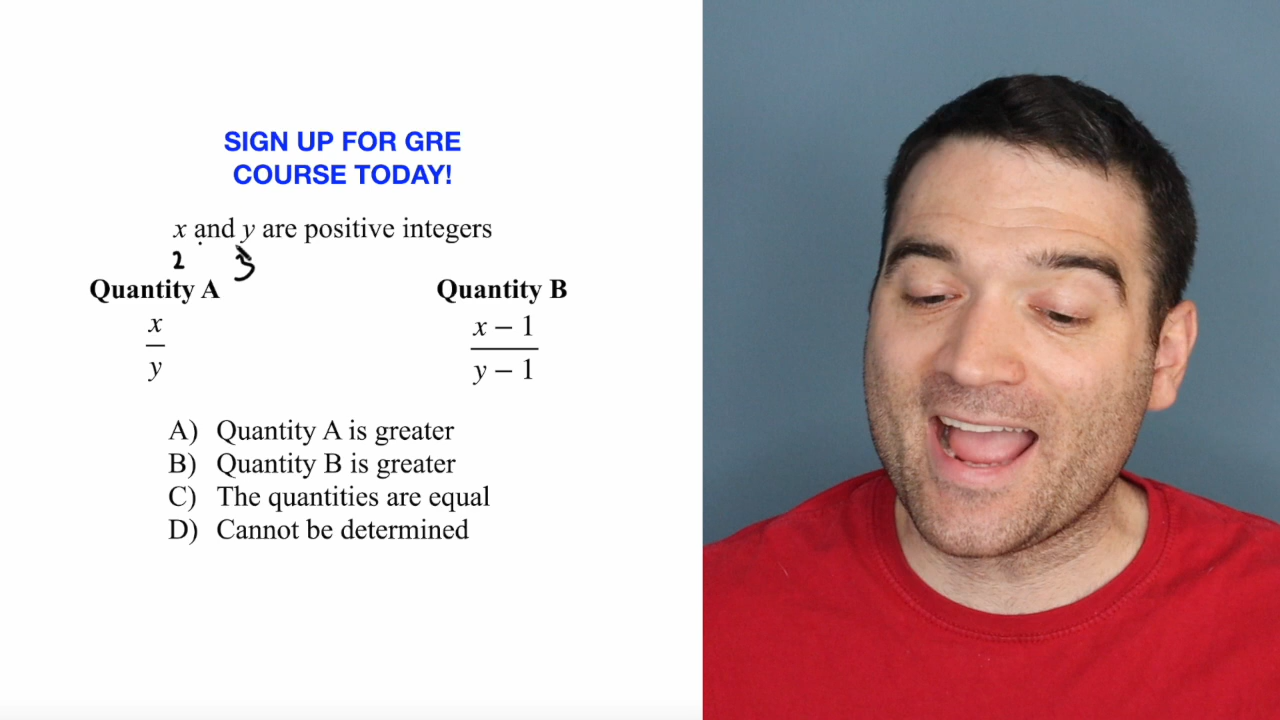 SIGN UP FOR GRE
COURSE TODAY!
x and y are positive integers
2 3
Quantity A Quantity B
x x − 1
y y − 1
A) Quantity A is greater
B) Quantity B is greater
C) The quantities are equal
D) Cannot be determined